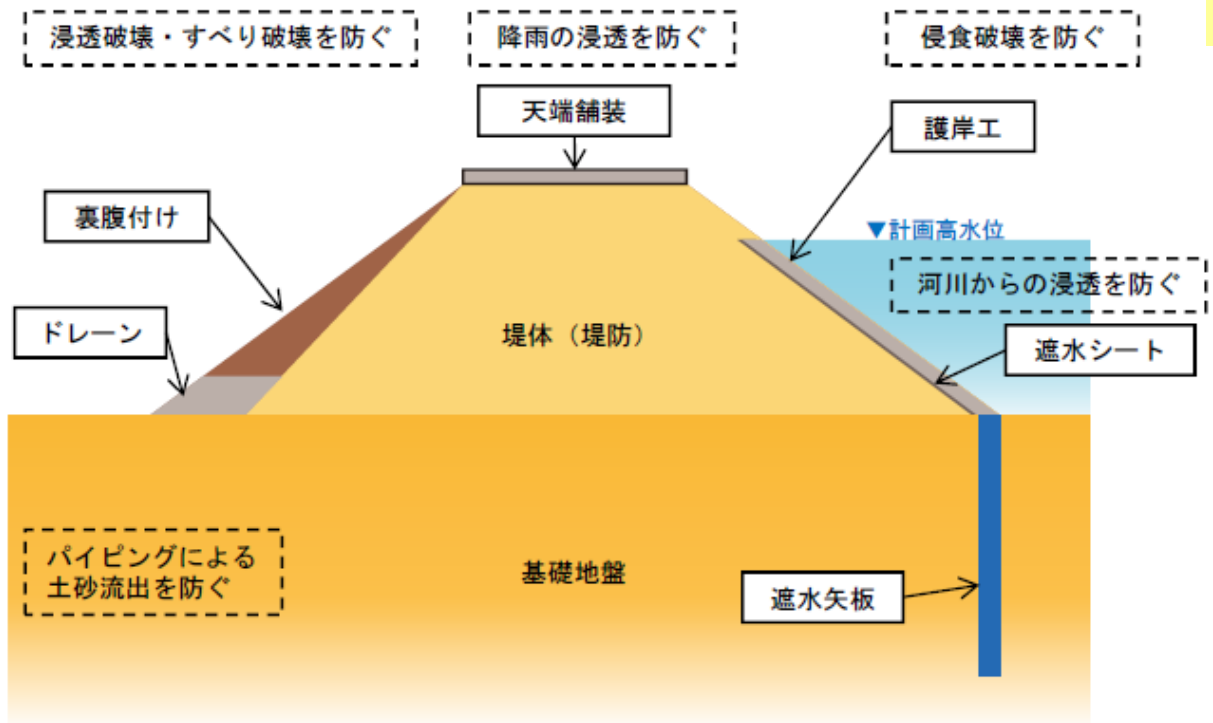 浸透破壊・すべり破壊を防ぐ
降雨の浸透を防ぐ
侵食破壊を防ぐ
天端舗装
護岸工
裏腹付け
▼計画高水位
河川からの浸透を防ぐ
ドレーン
堤体（堤防）
遮水シート
パイピングによる
土砂流出を防ぐ
基礎地盤
遮水矢板